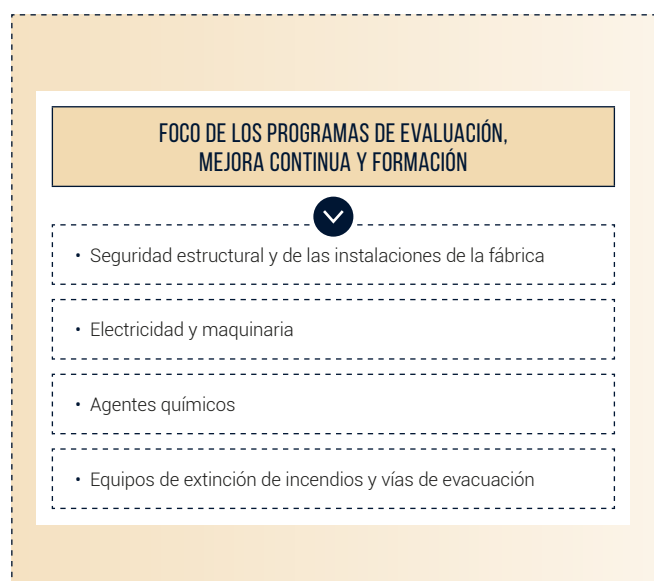 FOCO DE LOS PROGRAMAS DE EVALUACIÓN,
MEJORA CONTINUA Y FORMACIÓN
• Seguridad estructural y de las instalaciones de la fábrica
• Electricidad y maquinaria
• Agentes químicos
• Equipos de extinción de incendios y vías de evacuación